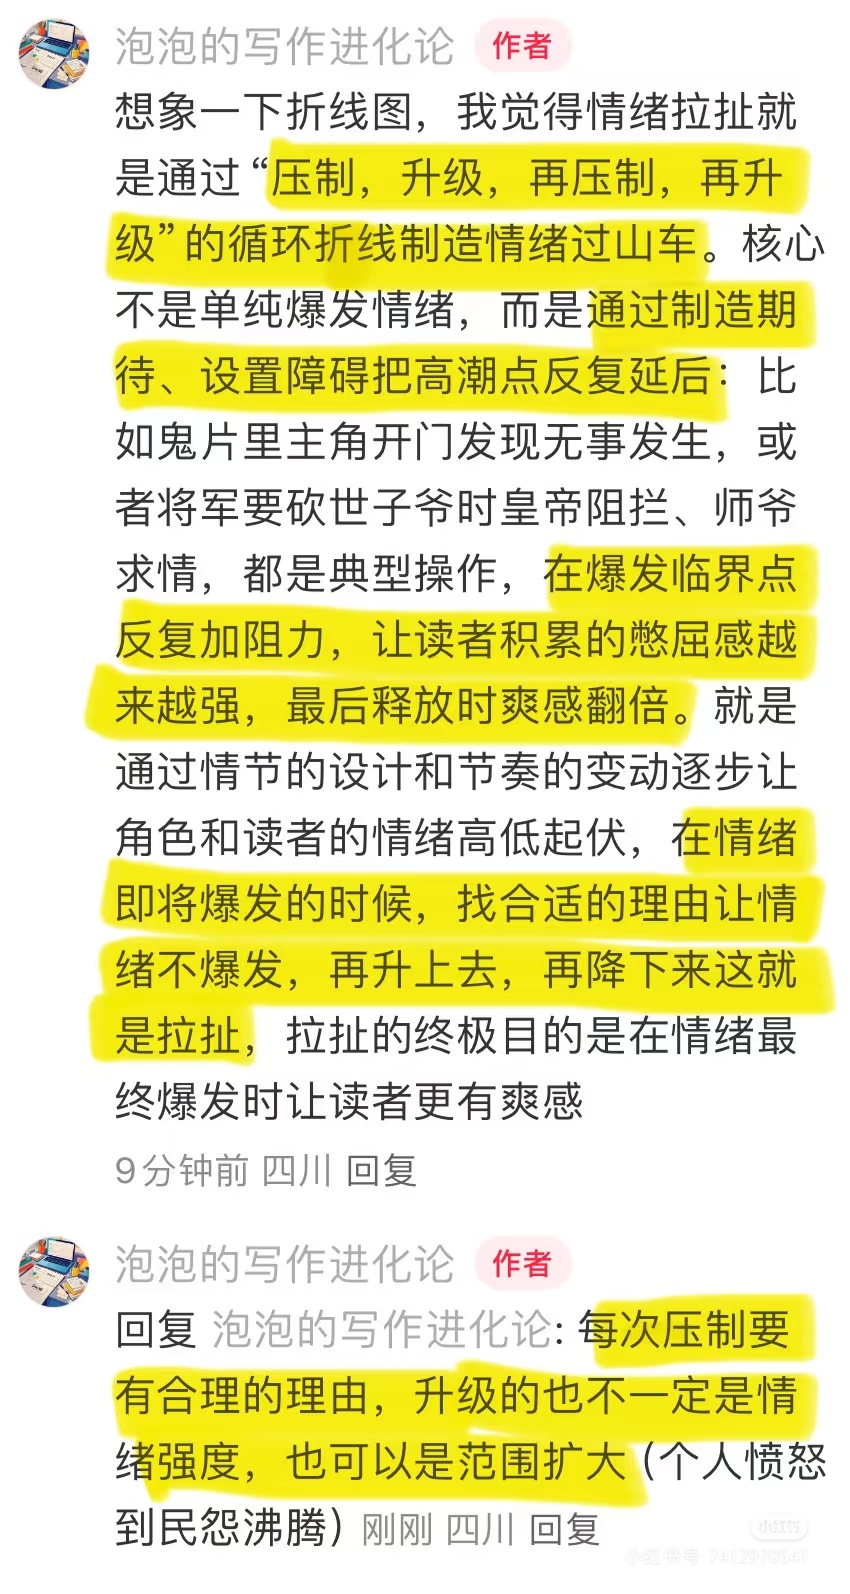 泡泡的写作进化论 作者
想象一下折线图，我觉得情绪拉扯就
是通过“压制，升级，再压制，再升
级”的循环折线制造情绪过山车。核心
不是单纯爆发情绪，而是通过制造期
待、设置障碍把高潮点反复延后：比
如鬼片里主角开门发现无事发生，或
者将军要砍世子爷时皇帝阻拦、师爷
求情，都是典型操作，在爆发临界点
反复加阻力，让读者积累的憋屈感越
来越强，最后释放时爽感翻倍。就是
通过情节的设计和节奏的变动逐步让
角色和读者的情绪高低起伏，在情绪
即将爆发的时候，找合适的理由让情
绪不爆发，再升上去，再降下来这就
是拉扯，拉扯的终极目的是在情绪最
终爆发时让读者更有爽感
9分钟前 四川 回复
泡泡的写作进化论 作者
回复 泡泡的写作进化论: 每次压制要
有合理的理由，升级的也不一定是情
绪强度，也可以是范围扩大 (个人愤怒
到民怨沸腾) 刚刚 四川 回复
小红书
小红书号: 7412970541